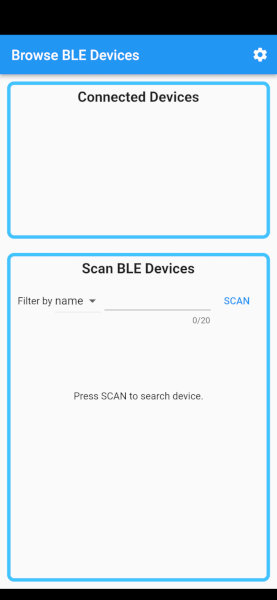 Browse BLE Devices
Connected Devices
Scan BLE Devices
Filter by name SCAN
0/20
Press SCAN to search device.